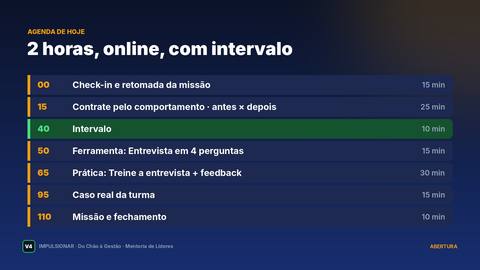 AGENDA DE HOJE
2 horas, online, com intervalo
00 Check-in e retomada da missão 15 min
15 Contrate pelo comportamento · antes × depois 25 min
40 Intervalo 10 min
50 Ferramenta: Entrevista em 4 perguntas 15 min
65 Prática: Treine a entrevista + feedback 30 min
95 Caso real da turma 15 min
110 Missão e fechamento 10 min
V4 IMPULSIONAR · Do Chão à Gestão · Mentoria de Líderes ABERTURA